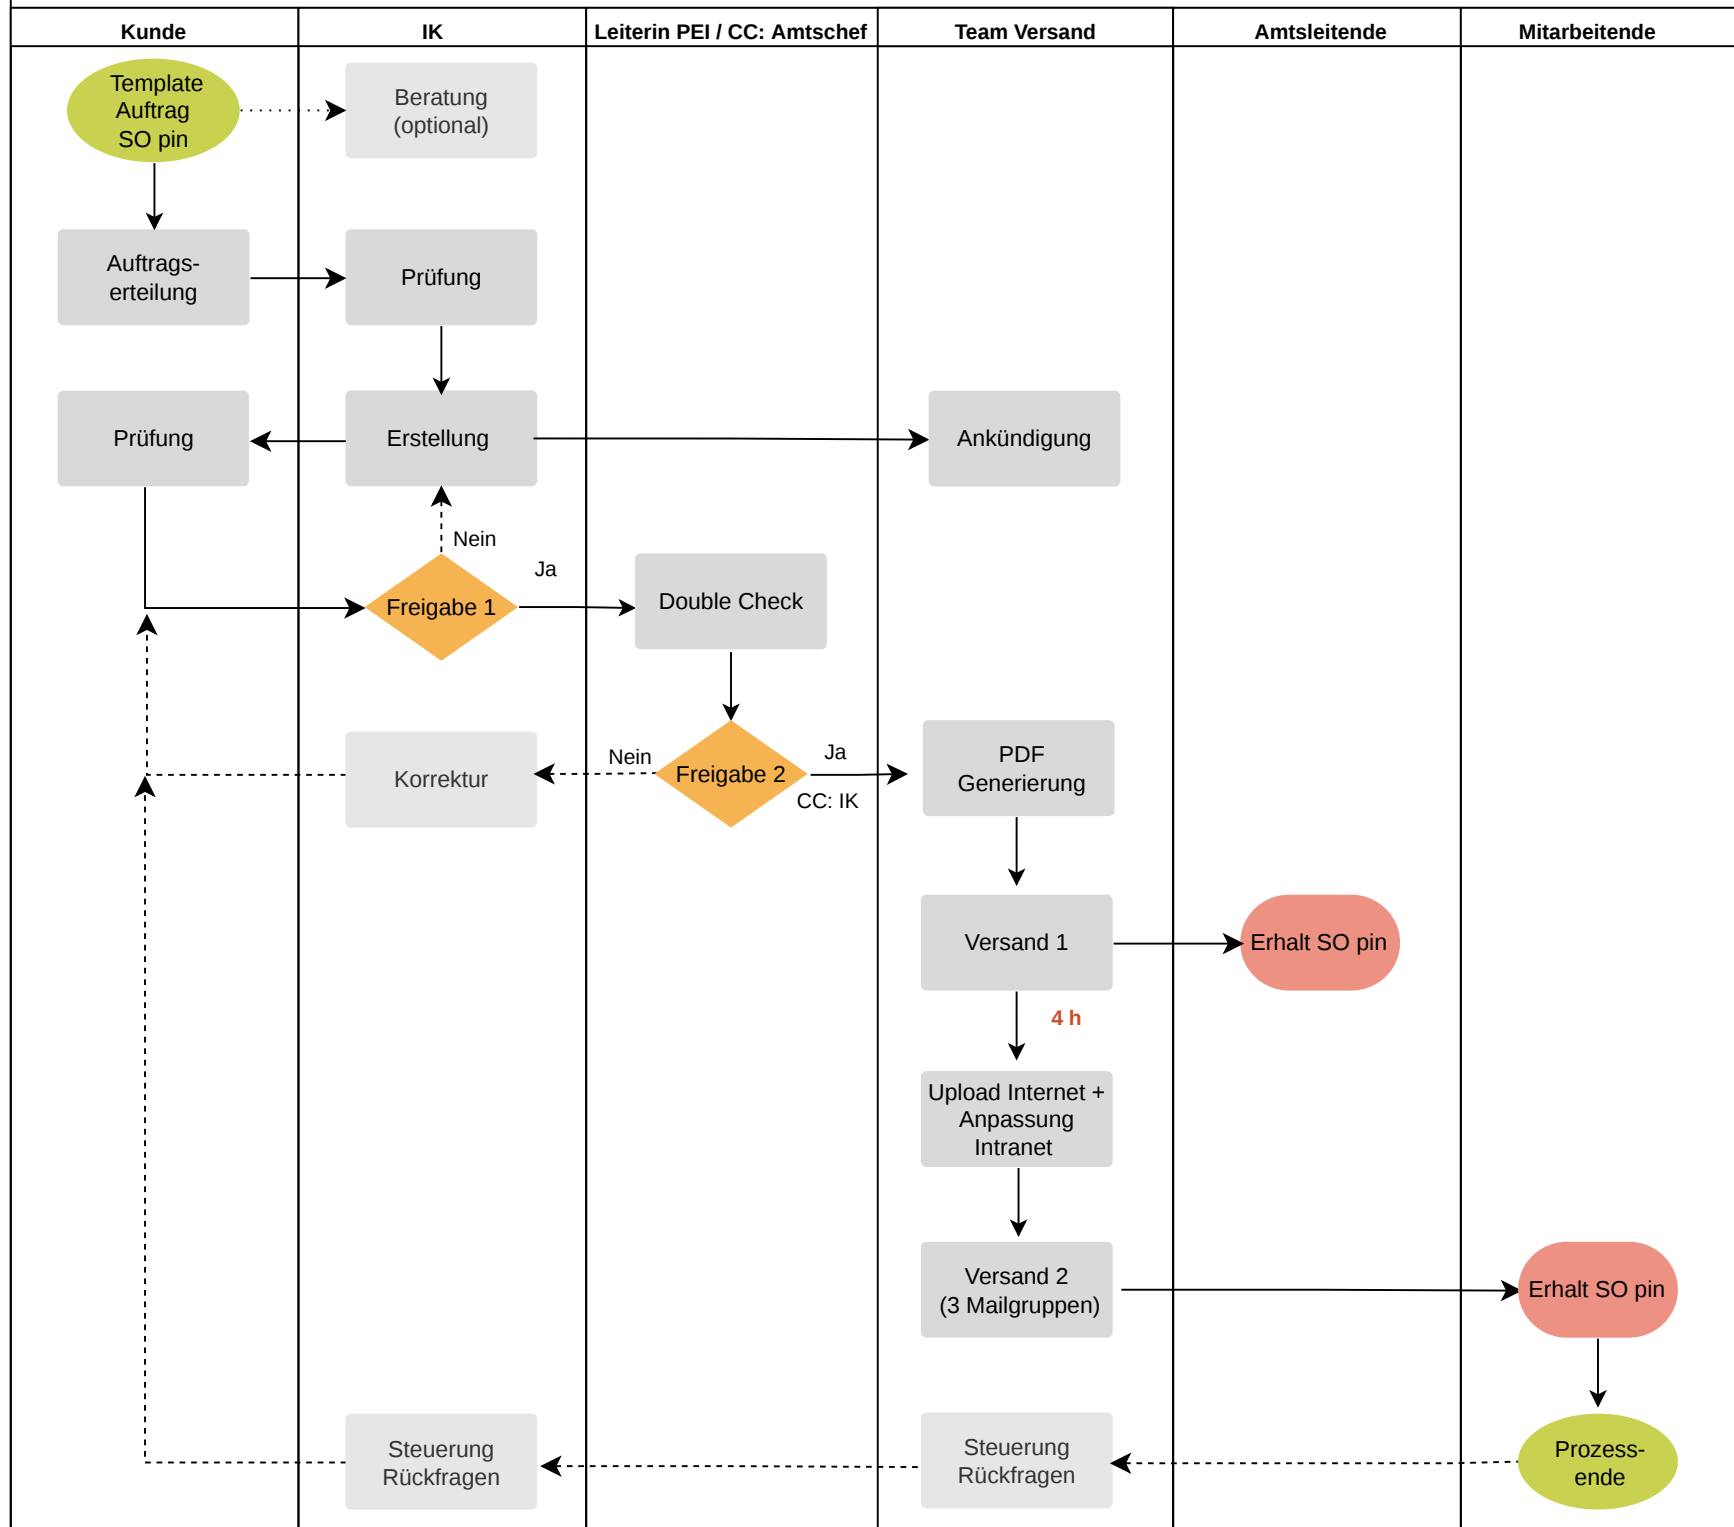 Kunde
IK
Leiterin PEI / CC: Amtschef
Team Versand
Amtsleitende
Mitarbeitende
Template
Auftrag
SO pin
Beratung
(optional)
Auftrags-
erteilung
Prüfung
Prüfung
Erstellung
Ankündigung
Nein
Ja
Freigabe 1
Double Check
Korrektur
Nein
Freigabe 2
Ja
CC: IK
PDF
Generierung
Versand 1
Erhalt SO pin
4 h
Upload Internet +
Anpassung
Intranet
Versand 2
(3 Mailgruppen)
Erhalt SO pin
Steuerung
Rückfragen
Steuerung
Rückfragen
Prozess-
ende